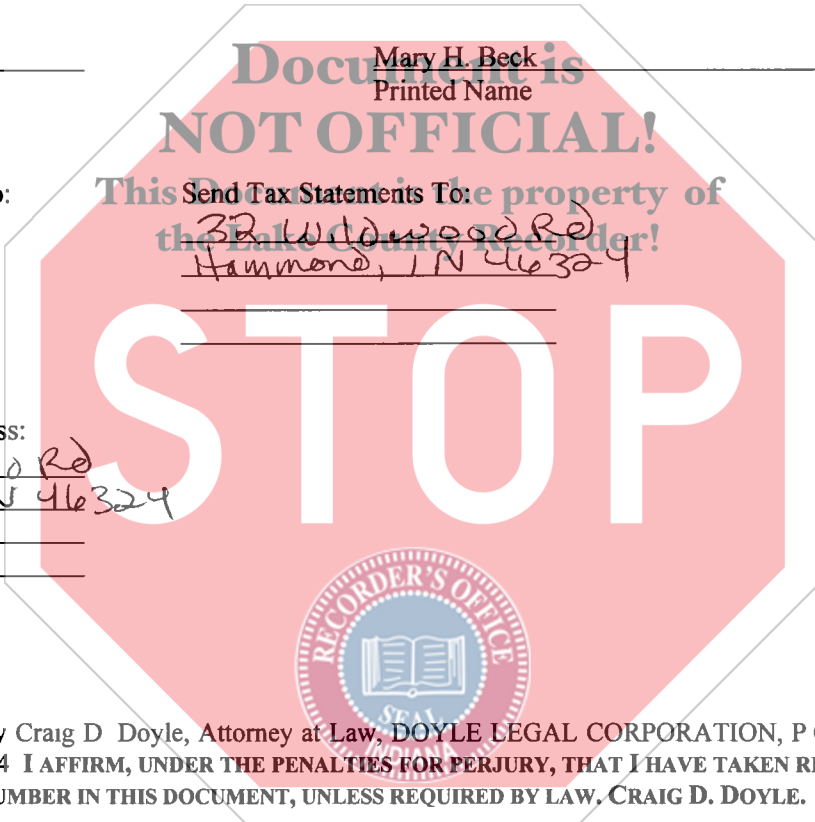 Mary H. Beck
Document is
Printed Name
NOT OFFICIAL!
This Document is the property of
Send Tax Statements To:
the Lake County Recorder!
32 Wildwood Rd
Hammond, IN 46324
STOP
ss:
Rd
N 46324
RECORDER'S OFFICE
SEAL
INDIANA
y Craig D Doyle, Attorney at Law, DOYLE LEGAL CORPORATION, P
4 I AFFIRM, UNDER THE PENALTIES FOR PERJURY, THAT I HAVE TAKEN RE
UMBER IN THIS DOCUMENT, UNLESS REQUIRED BY LAW. CRAIG D. DOYLE.